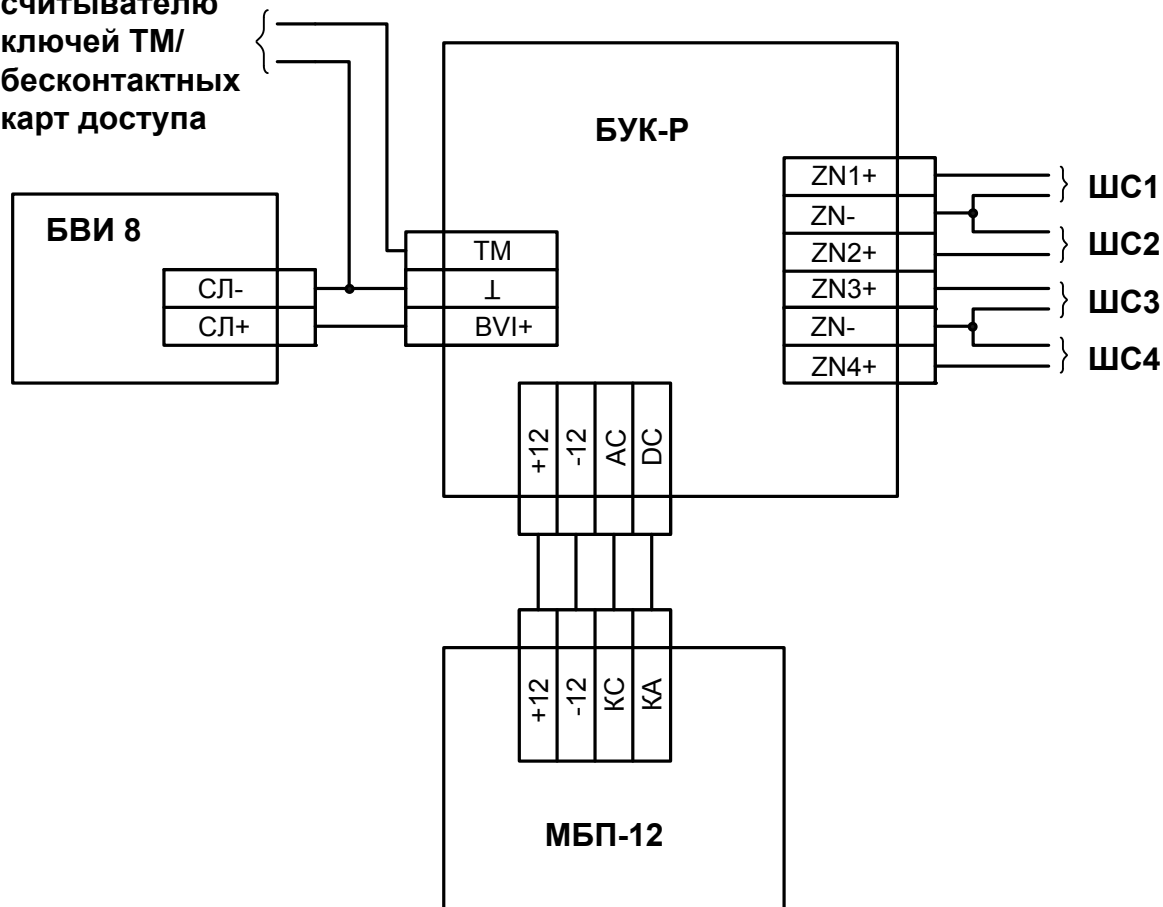 считывателю
ключей ТМ/
бесконтактных
карт доступа
БУК-Р
БВИ 8
СЛ-
СЛ+
ТМ
⊥
BVI+
ZN1+
ZN-
ZN2+
ZN3+
ZN-
ZN4+
ШС1
ШС2
ШС3
ШС4
+12
-12
AC
DC
+12
-12
КС
КА
МБП-12